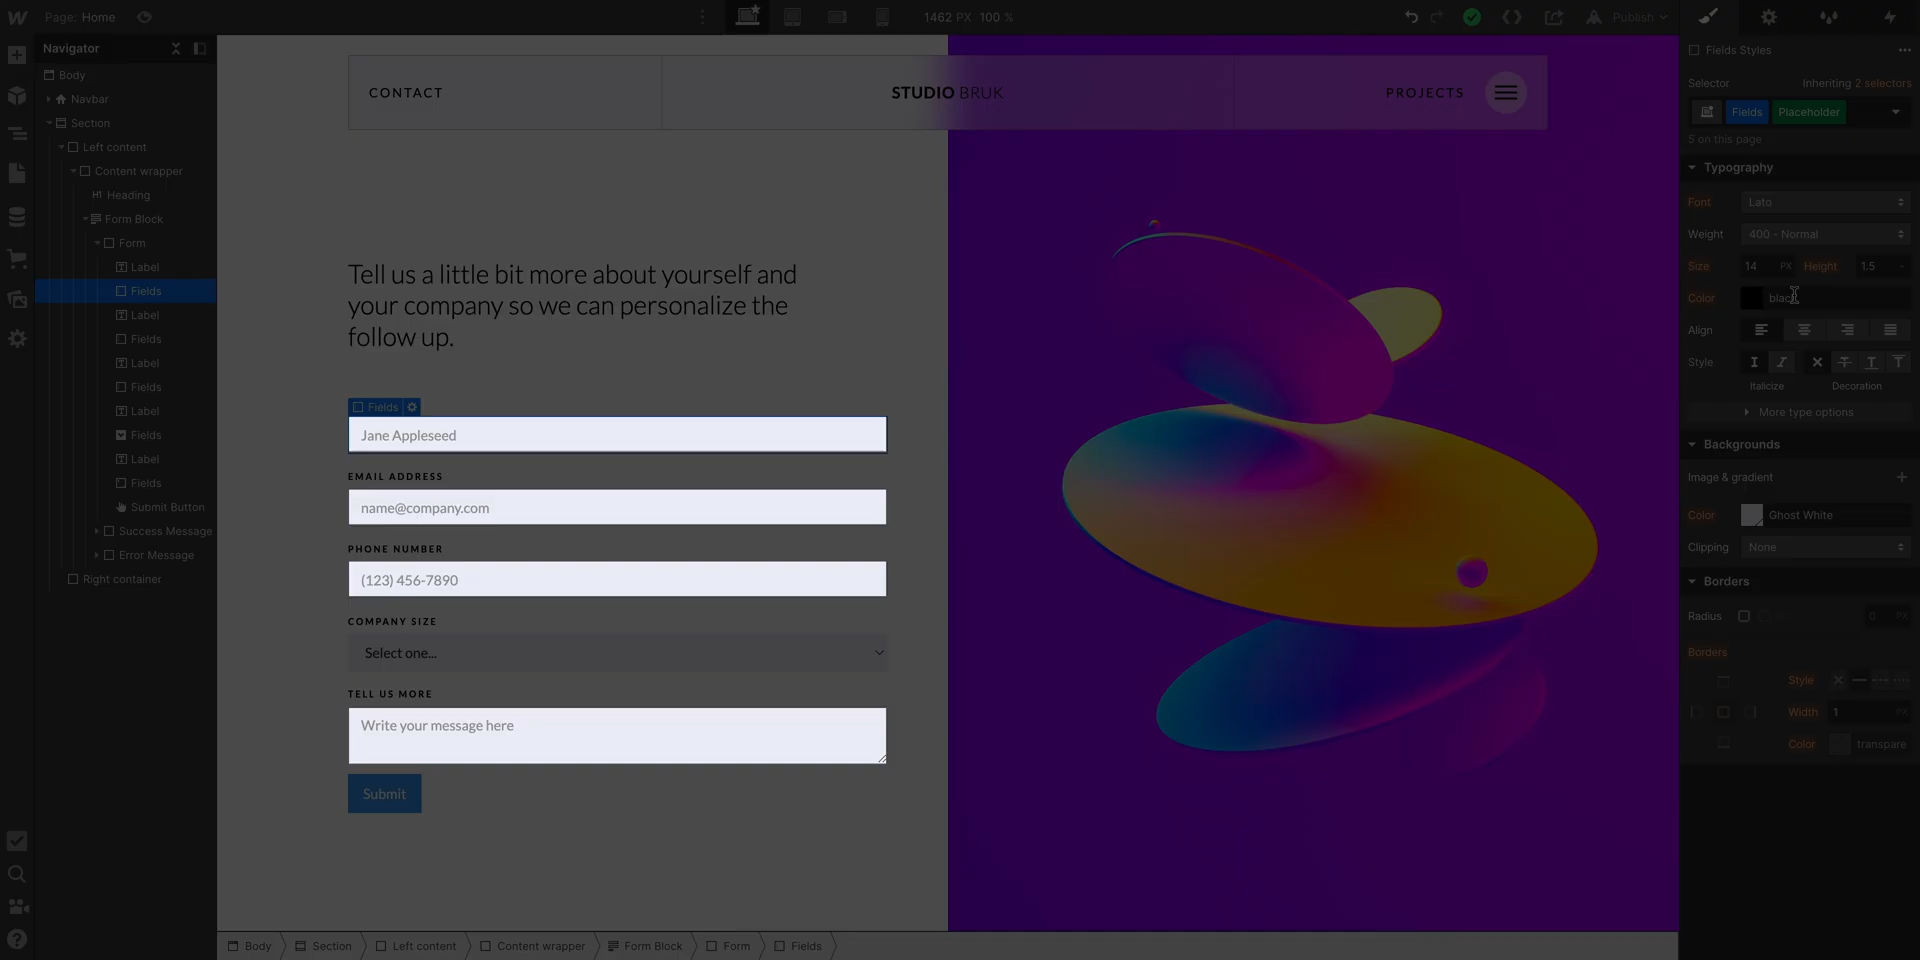 Page: Home
1462 PX 100 %
Publish
Navigator
Body
Navbar
Section
Left content
Content wrapper
H1 Heading
Form Block
Form
Label
Fields
Label
Fields
Label
Fields
Label
Fields
Label
Fields
Submit Button
Success Message
Error Message
Right container
CONTACT
STUDIO BRUK
PROJECTS
Tell us a little bit more about yourself and
your company so we can personalize the
follow up.
Fields
Jane Appleseed
EMAIL ADDRESS
name@company.com
PHONE NUMBER
(123) 456-7890
COMPANY SIZE
Select one...
TELL US MORE
Write your message here
Submit
Body
Section
Left content
Content wrapper
Form Block
Form
Fields
Fields Styles
Selector
Inheriting 2 selectors
Fields
Placeholder
5 on this page
Typography
Font
Lato
Weight
400 - Normal
Size
14 PX
Height
1.5 -
Color
black
Align
Style
Italicize
Decoration
More type options
Backgrounds
Image & gradient
Color
Ghost White
Clipping
None
Borders
Radius
0 PX
Borders
Style
Width
1 PX
Color
transpare